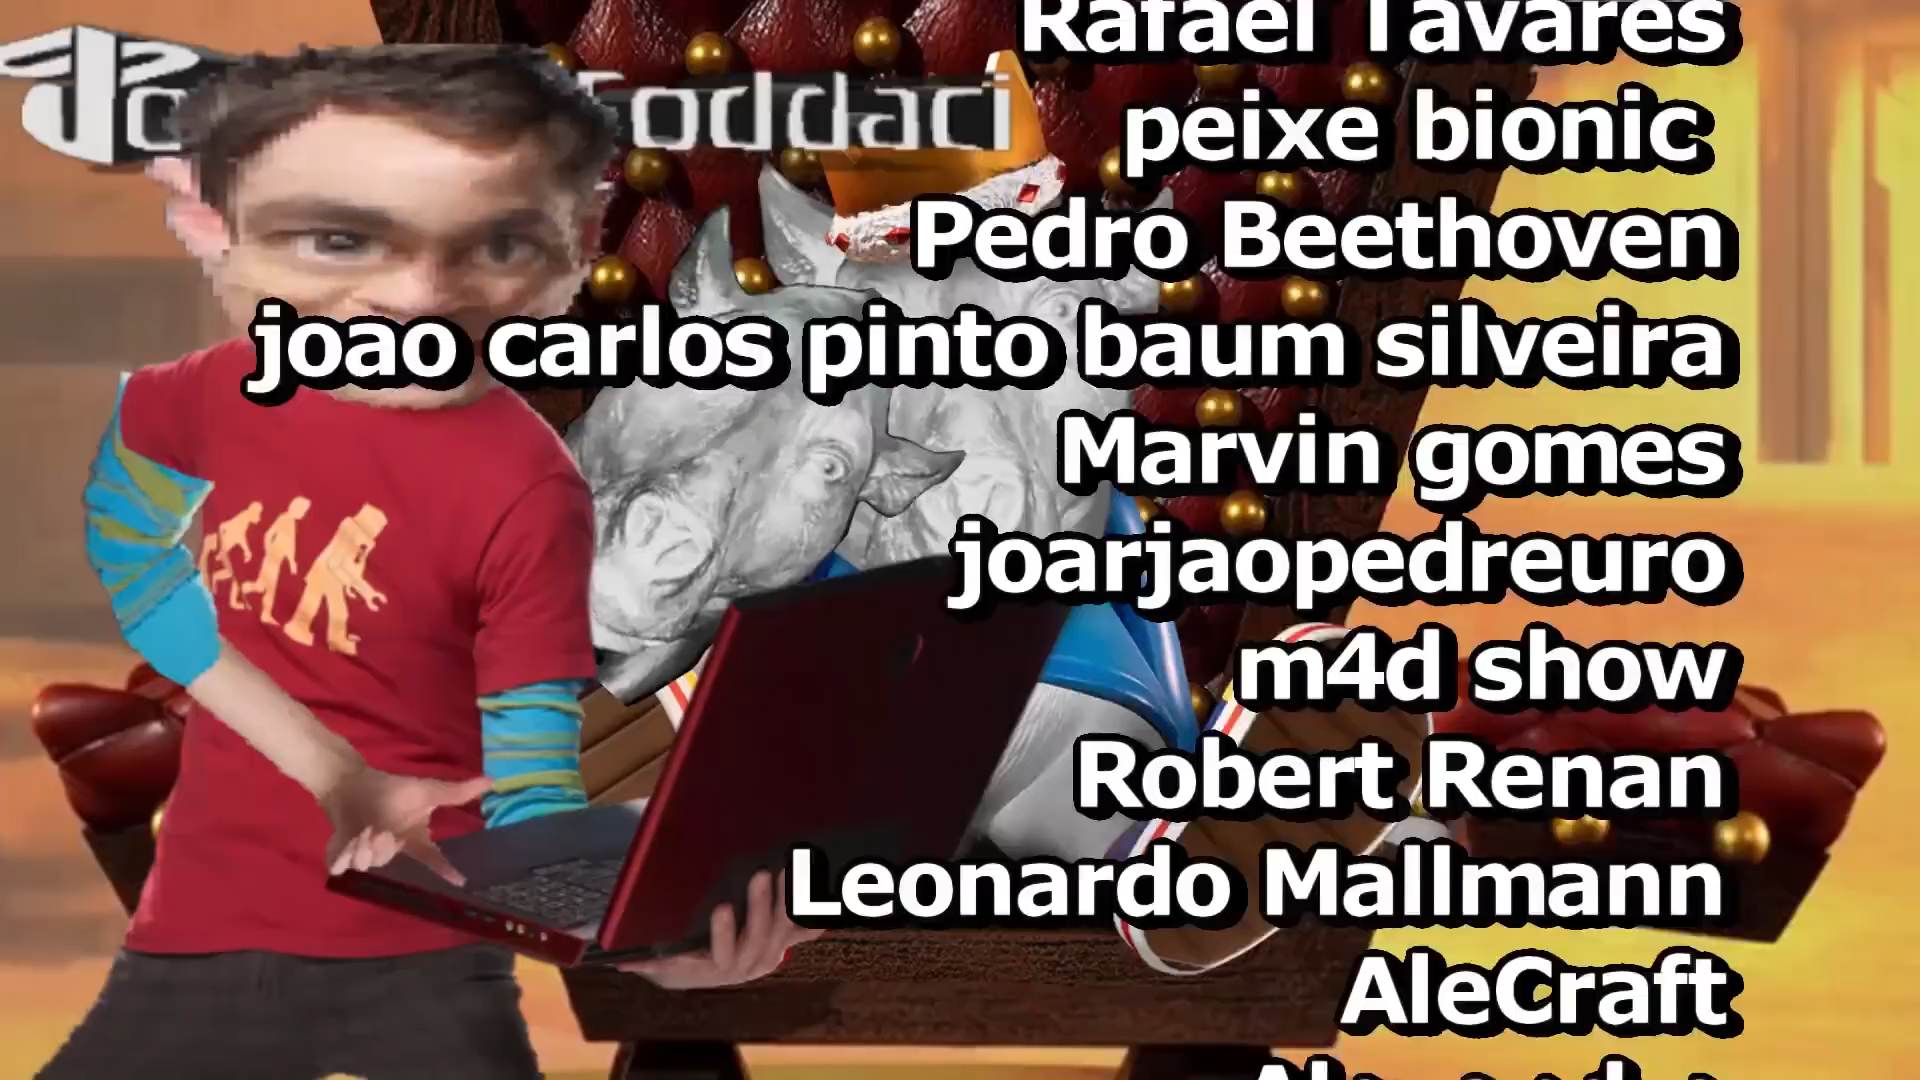 Rafael Tavares
peixe bionic
Pedro Beethoven
joao carlos pinto baum silveira
Marvin gomes
joarjaopedreuro
m4d show
Robert Renan
Leonardo Mallmann
AleCraft